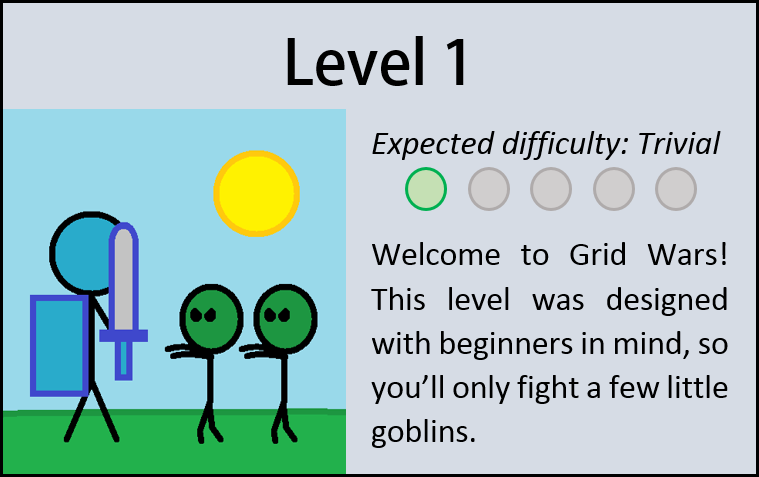 Level 1
Expected difficulty: Trivial
Welcome to Grid Wars!
This level was designed
with beginners in mind, so
you’ll only fight a few little
goblins.